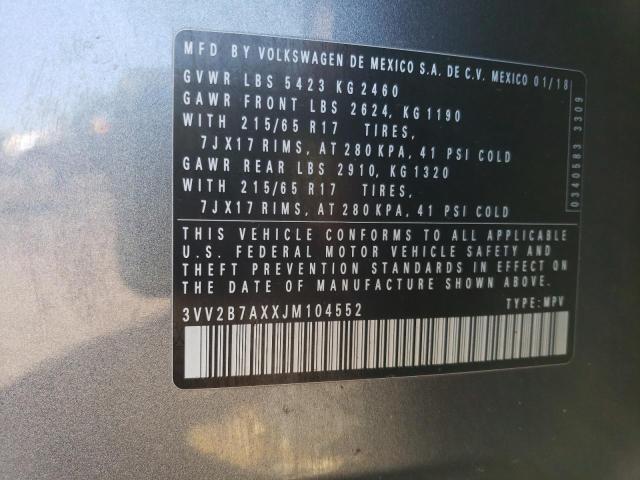 MFD BY VOLKSWAGEN DE MEXICO S.A. DE C.V. MEXICO 01/18
GVWR LBS 5423 KG 2460
GAWR FRONT LBS 2624, KG 1190
WITH 215/65 R17 TIRES,
7JX17 RIMS, AT 280 KPA, 41 PSI COLD
GAWR REAR LBS 2910, KG 1320
WITH 215/65 R17 TIRES,
7JX17 RIMS, AT 280 KPA, 41 PSI COLD
0340583 3309
THIS VEHICLE CONFORMS TO ALL APPLICABLE
U.S. FEDERAL MOTOR VEHICLE SAFETY AND
THEFT PREVENTION STANDARDS IN EFFECT ON
THE DATE OF MANUFACTURE SHOWN ABOVE.
3VV2B7AXXJM104552 TYPE: MPV